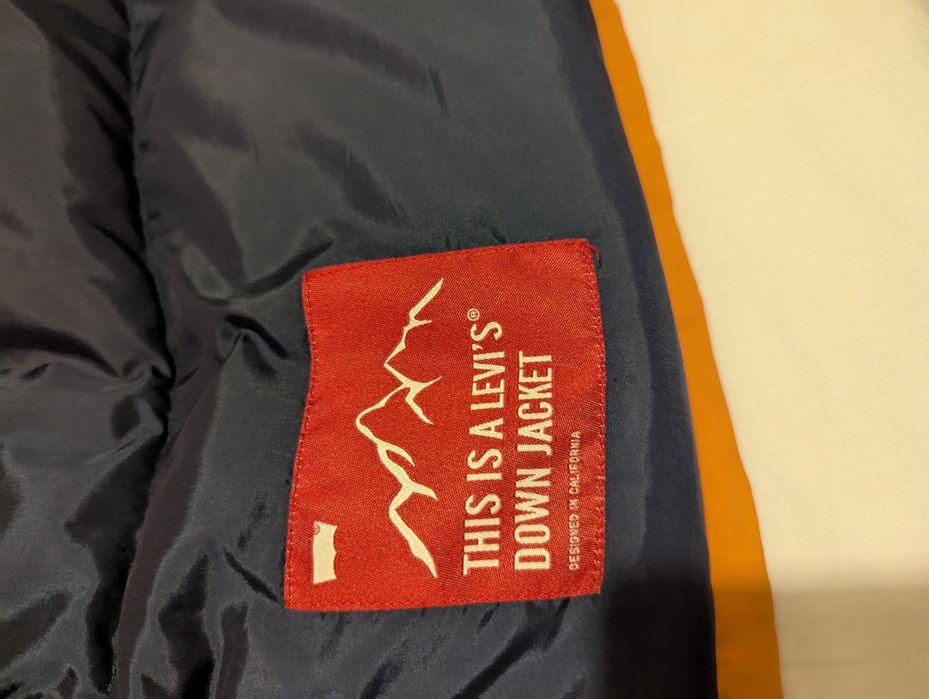 THIS IS A LEVI'S®
DOWN JACKET
DESIGNED IN CALIFORNIA